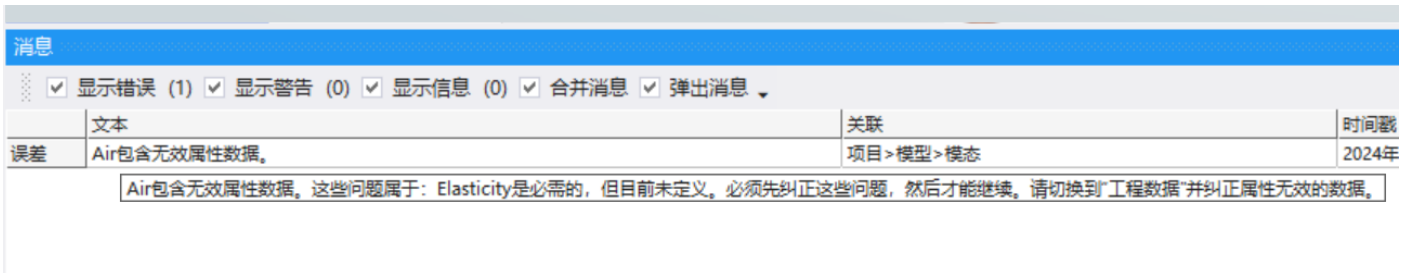 消息
显示错误 (1) 显示警告 (0) 显示信息 (0) 合并消息 弹出消息
文本 关联 时间戳
误差 Air包含无效属性数据。 项目>模型>模态 2024年
Air包含无效属性数据。这些问题属于：Elasticity是必需的，但目前未定义。必须先纠正这些问题，然后才能继续。请切换到"工程数据"并纠正属性无效的数据。